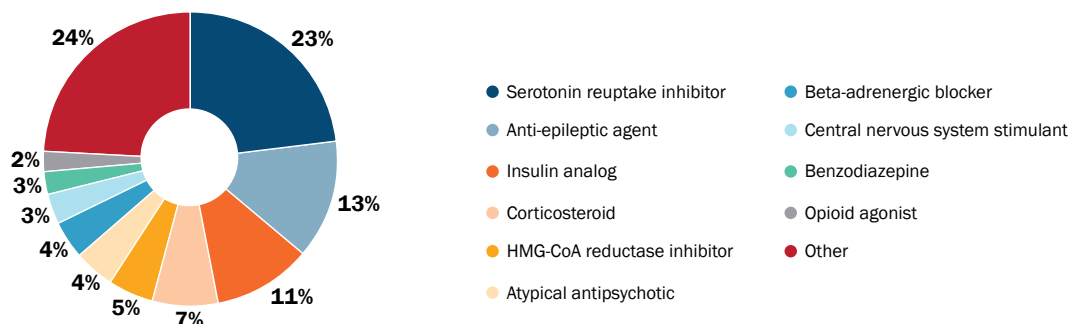 24%
23%
2%
3%
3%
4%
4%
5%
7%
11%
13%
Serotonin reuptake inhibitor
Anti-epileptic agent
Insulin analog
Corticosteroid
HMG-CoA reductase inhibitor
Atypical antipsychotic
Beta-adrenergic blocker
Central nervous system stimulant
Benzodiazepine
Opioid agonist
Other